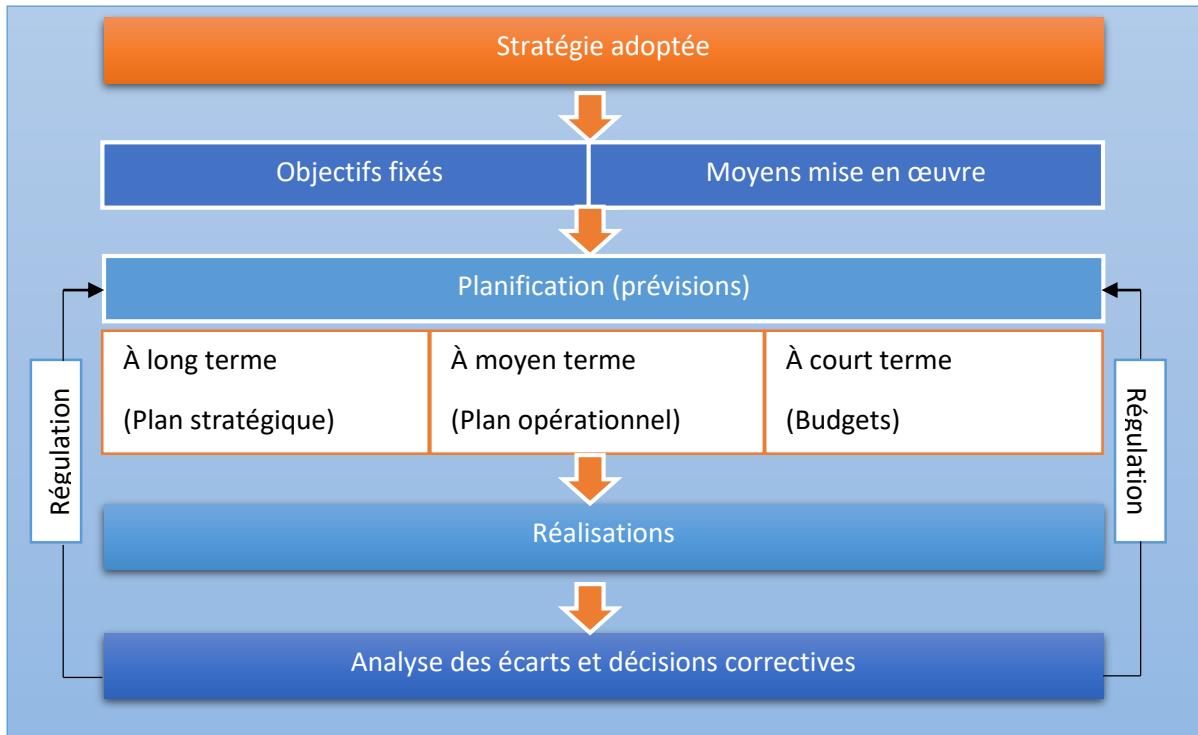 Stratégie adoptée
Objectifs fixés
Moyens mise en œuvre
Planification (prévisions)
À long terme
(Plan stratégique)
À moyen terme
(Plan opérationnel)
À court terme
(Budgets)
Régulation
Régulation
Réalisations
Analyse des écarts et décisions correctives